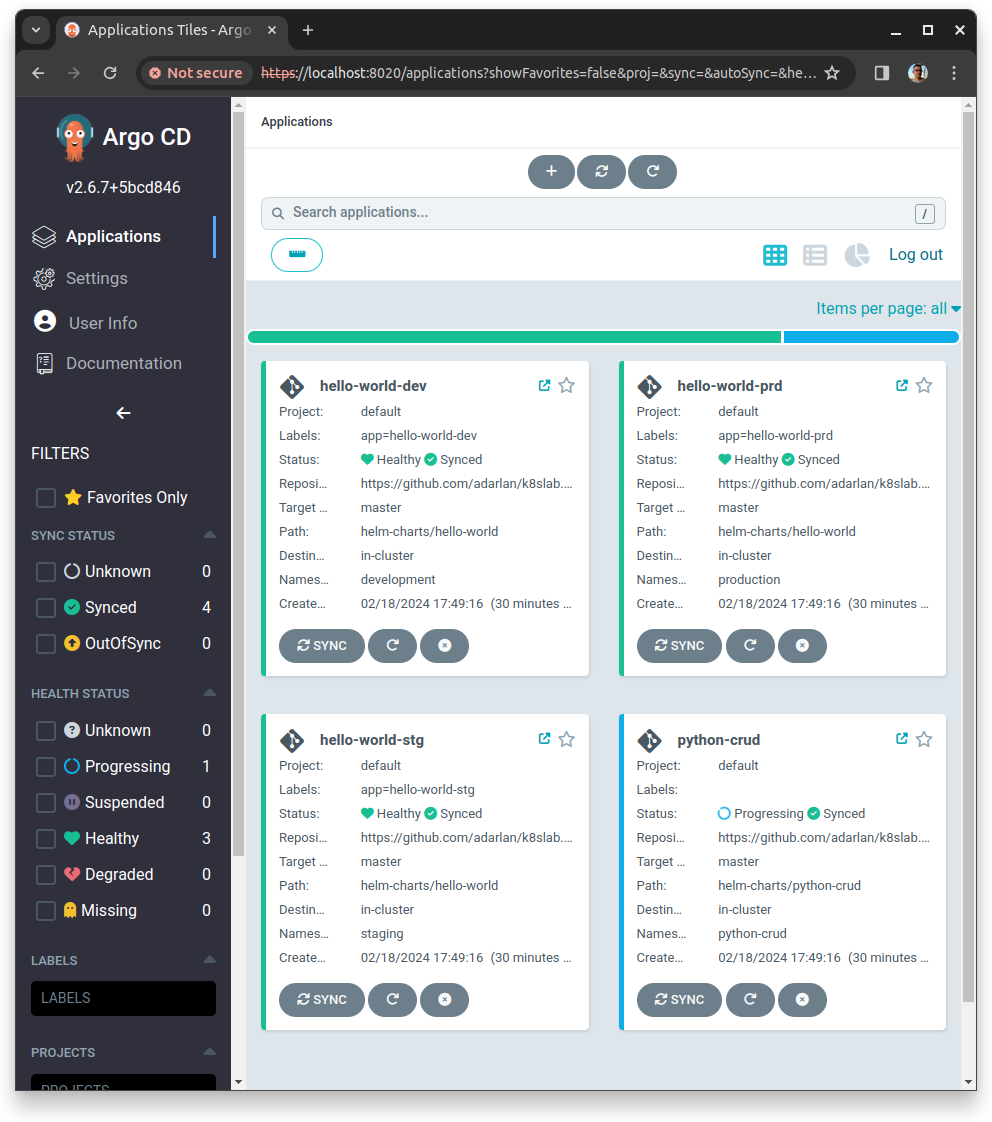 Applications Tiles - Argo
Not secure https://localhost:8020/applications?showFavorites=false&proj=&sync=&autoSync=&he...
Argo CD
v2.6.7+5bcd846
Applications
Settings
User Info
Documentation
FILTERS
Favorites Only
SYNC STATUS
Unknown 0
Synced 4
OutOfSync 0
HEALTH STATUS
Unknown 0
Progressing 1
Suspended 0
Healthy 3
Degraded 0
Missing 0
LABELS
LABELS
PROJECTS
PROJECTS
Applications
Search applications... /
Log out
Items per page: all
hello-world-dev
Project: default
Labels: app=hello-world-dev
Status: Healthy Synced
Reposi... https://github.com/adarlan/k8slab....
Target ... master
Path: helm-charts/hello-world
Destin... in-cluster
Names... development
Create... 02/18/2024 17:49:16 (30 minutes ...
SYNC
hello-world-prd
Project: default
Labels: app=hello-world-prd
Status: Healthy Synced
Reposi... https://github.com/adarlan/k8slab....
Target ... master
Path: helm-charts/hello-world
Destin... in-cluster
Names... production
Create... 02/18/2024 17:49:16 (30 minutes ...
SYNC
hello-world-stg
Project: default
Labels: app=hello-world-stg
Status: Healthy Synced
Reposi... https://github.com/adarlan/k8slab....
Target ... master
Path: helm-charts/hello-world
Destin... in-cluster
Names... staging
Create... 02/18/2024 17:49:16 (30 minutes ...
SYNC
python-crud
Project: default
Labels:
Status: Progressing Synced
Reposi... https://github.com/adarlan/k8slab....
Target ... master
Path: helm-charts/python-crud
Destin... in-cluster
Names... python-crud
Create... 02/18/2024 17:49:16 (30 minutes ...
SYNC